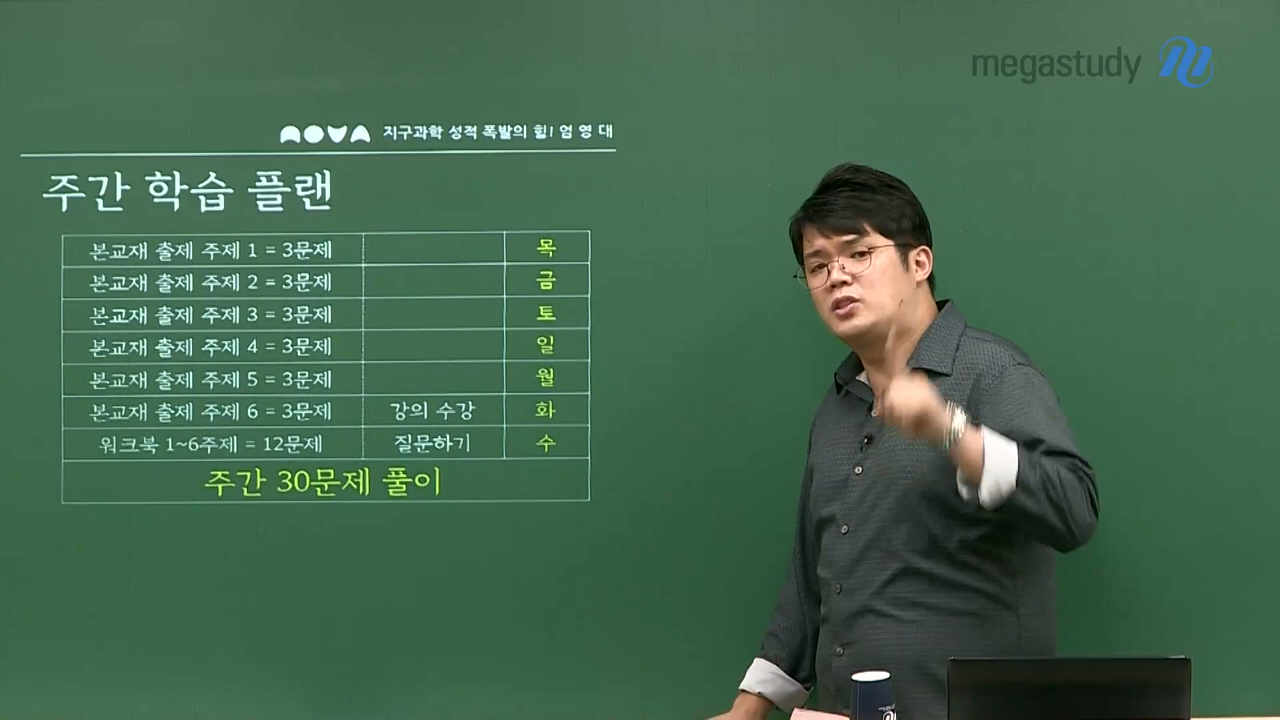 megastudy
NOVA 지구과학 성적 폭발의 힘! 엄 영 대
주간 학습 플랜
본교재 출제 주제 1 = 3문제 목
본교재 출제 주제 2 = 3문제 금
본교재 출제 주제 3 = 3문제 토
본교재 출제 주제 4 = 3문제 일
본교재 출제 주제 5 = 3문제 월
본교재 출제 주제 6 = 3문제 강의 수강 화
워크북 1~6주제 = 12문제 질문하기 수
주간 30문제 풀이